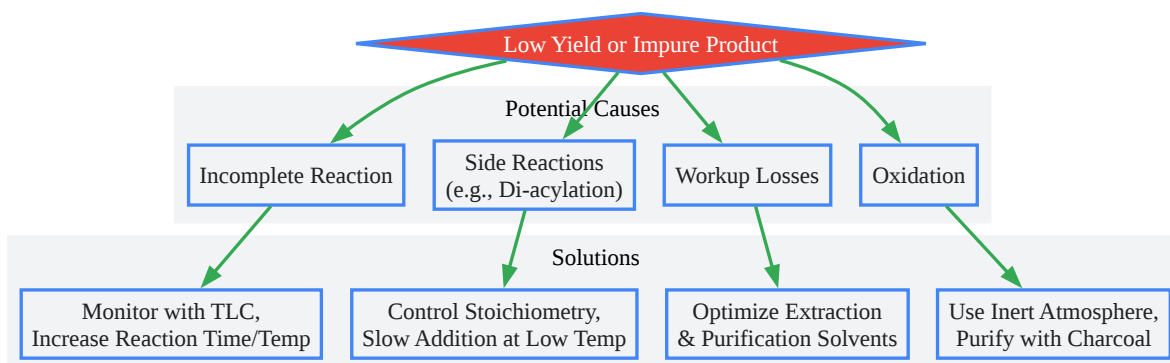 Low Yield or Impure Product
Potential Causes
Incomplete Reaction
Side Reactions
(e.g., Di-acylation)
Workup Losses
Oxidation
Solutions
Monitor with TLC,
Increase Reaction Time/Temp
Control Stoichiometry,
Slow Addition at Low Temp
Optimize Extraction
& Purification Solvents
Use Inert Atmosphere,
Purify with Charcoal